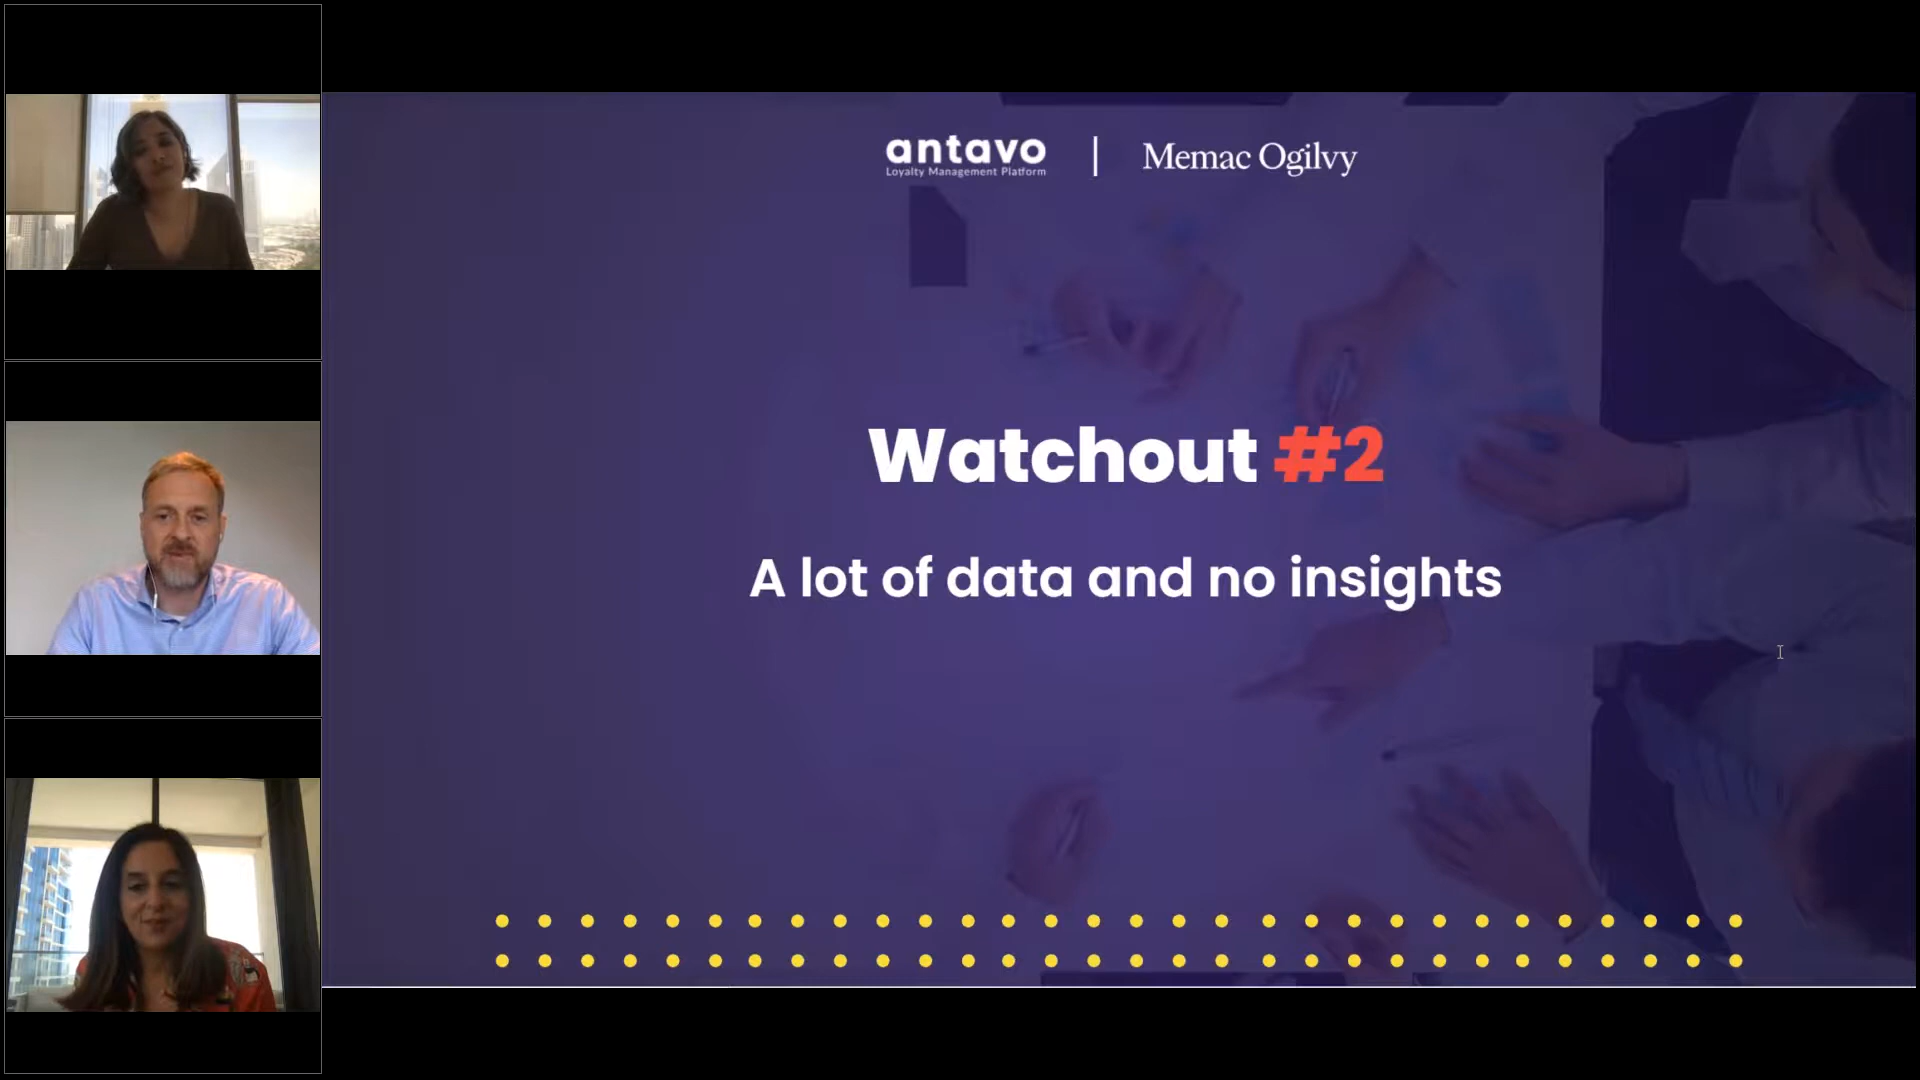 antavo
Loyalty Management Platform
Memac Ogilvy
Watchout #2
A lot of data and no insights